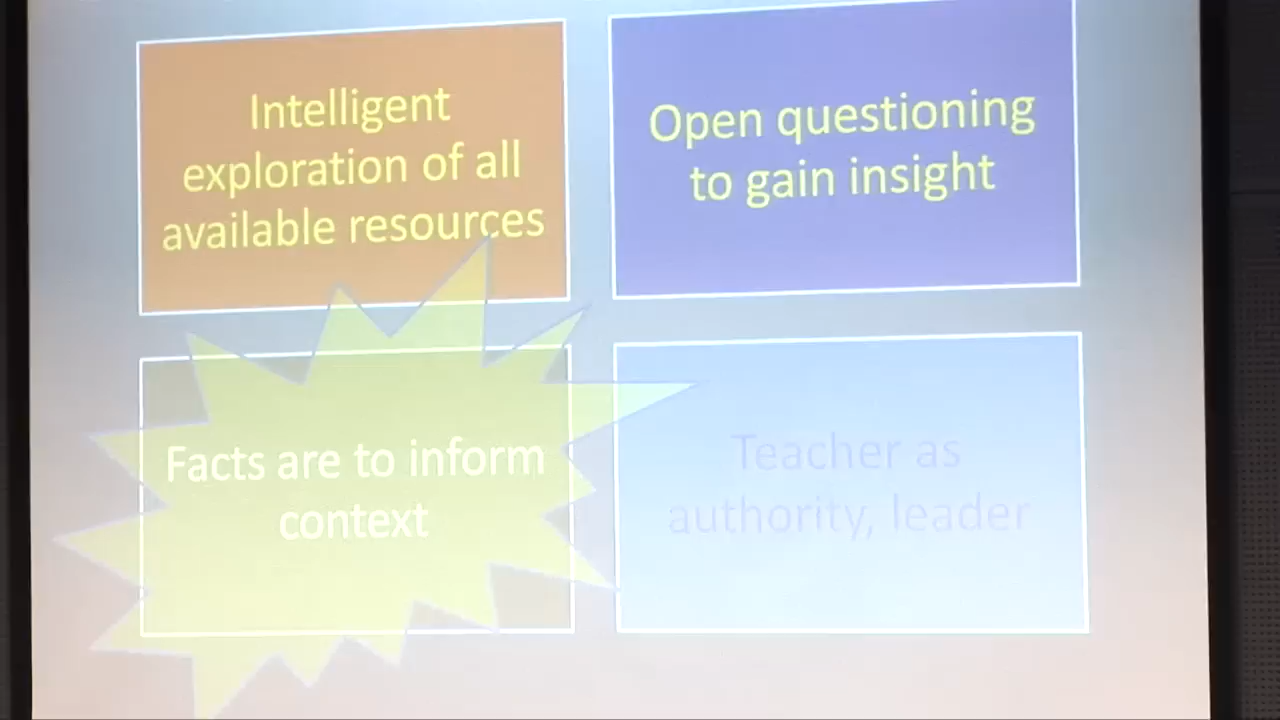 Intelligent
exploration of all
available resources
Open questioning
to gain insight
Facts are to inform
context
Teacher as
authority, leader